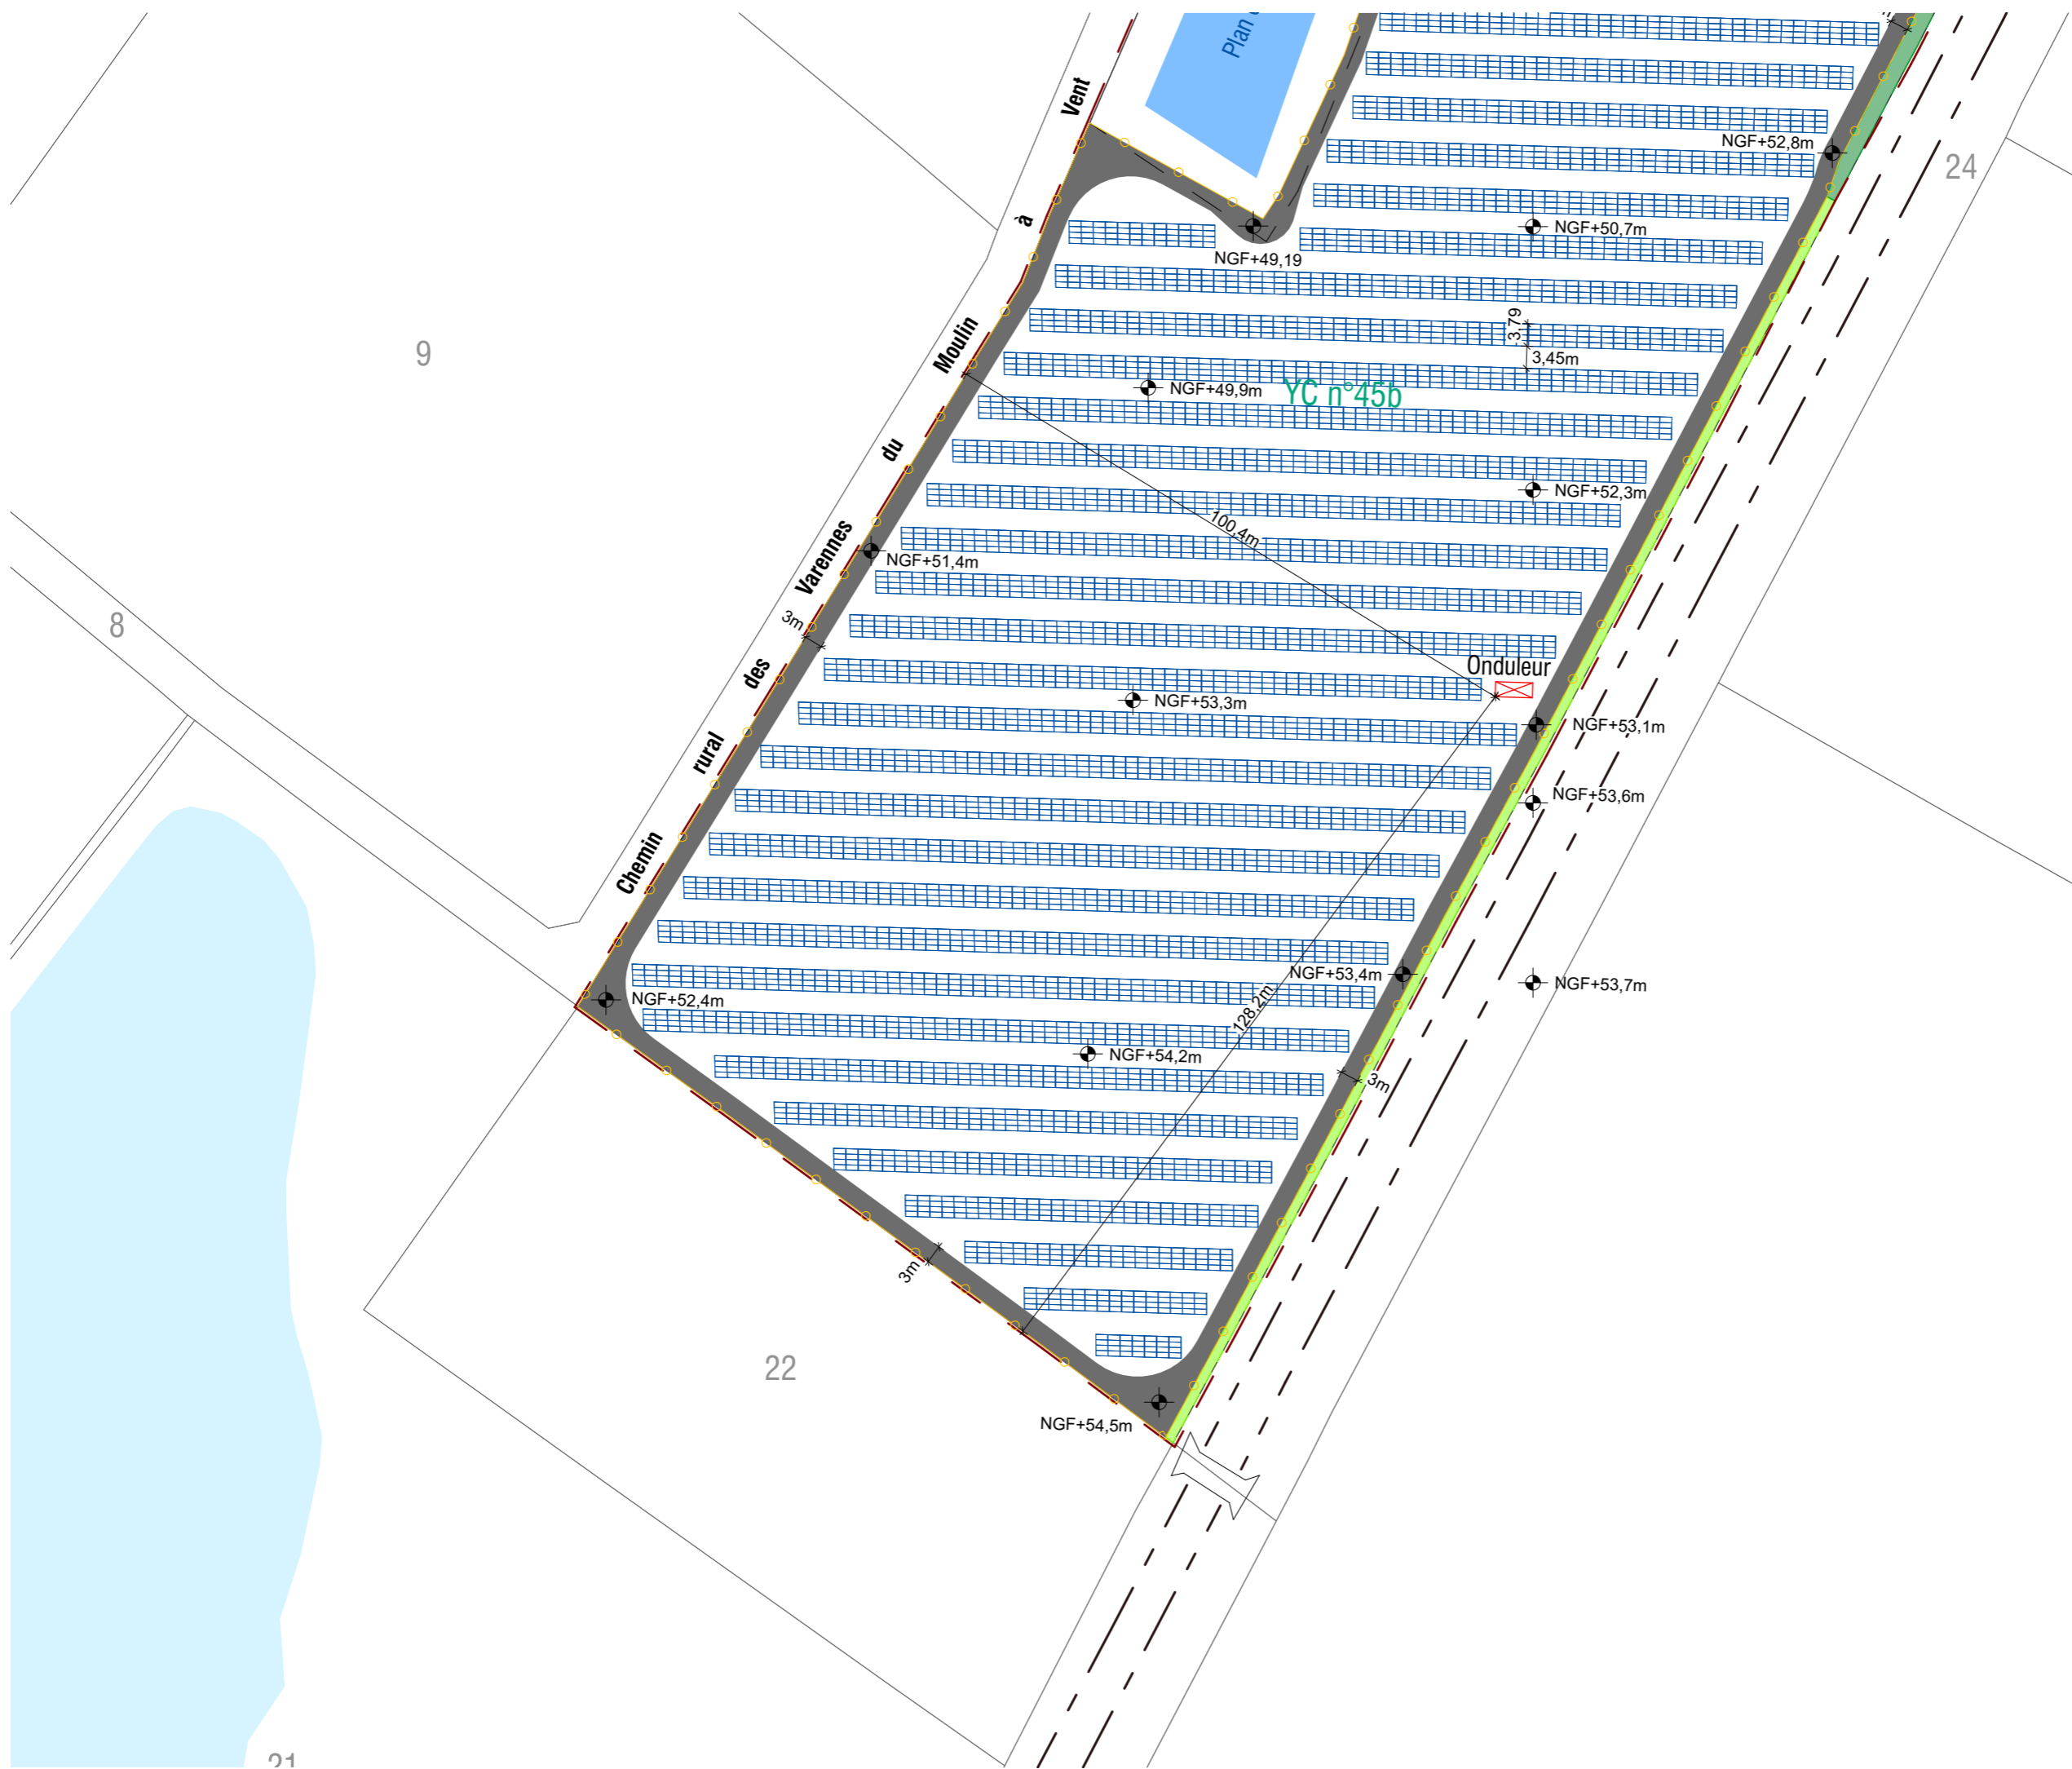 Plan
Vent
à
Moulin
du
Varennes
des
rural
Chemin
NGF+52,8m
24
NGF+50,7m
NGF+49,19
3,79
3,45m
9
NGF+49,9m
YC n°45b
NGF+52,3m
100,4m
NGF+51,4m
8
3m
Onduleur
NGF+53,3m
NGF+53,1m
NGF+53,6m
NGF+53,4m
NGF+53,7m
NGF+52,4m
128,2m
NGF+54,2m
3m
3m
22
NGF+54,5m
21